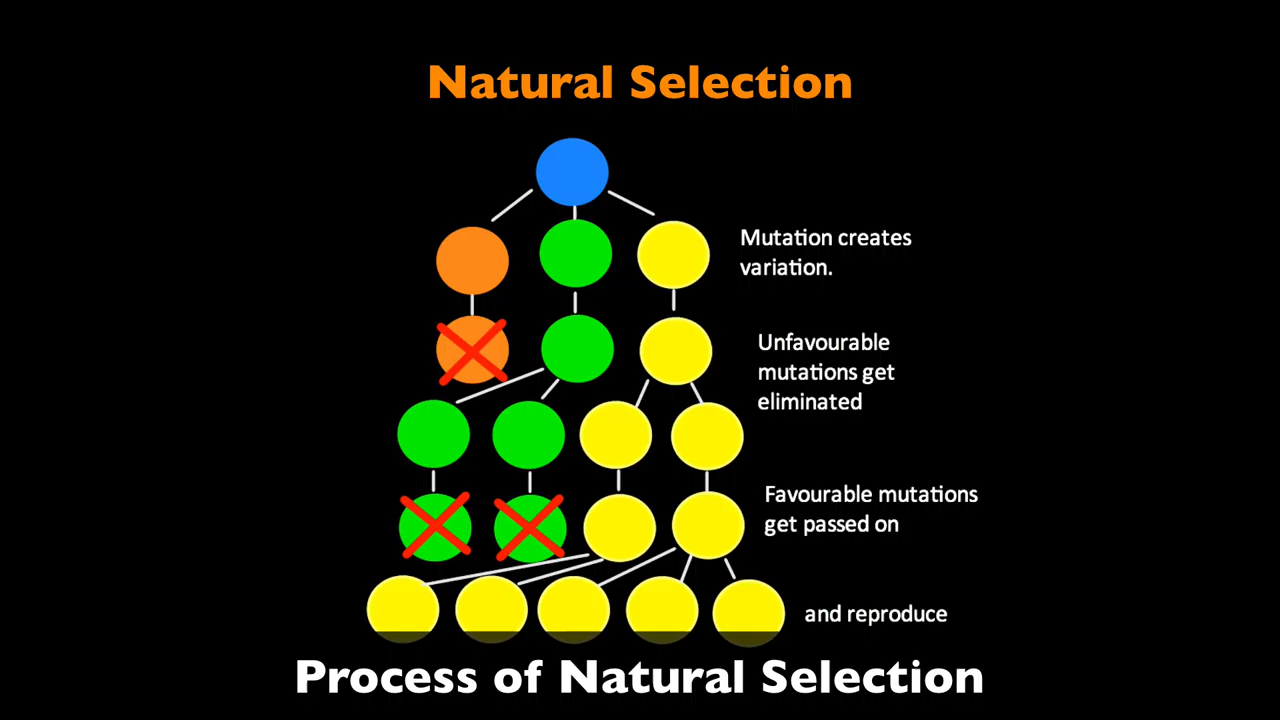 Natural Selection
Mutation creates
variation.
Unfavourable
mutations get
eliminated
Favourable mutations
get passed on
and reproduce
Process of Natural Selection